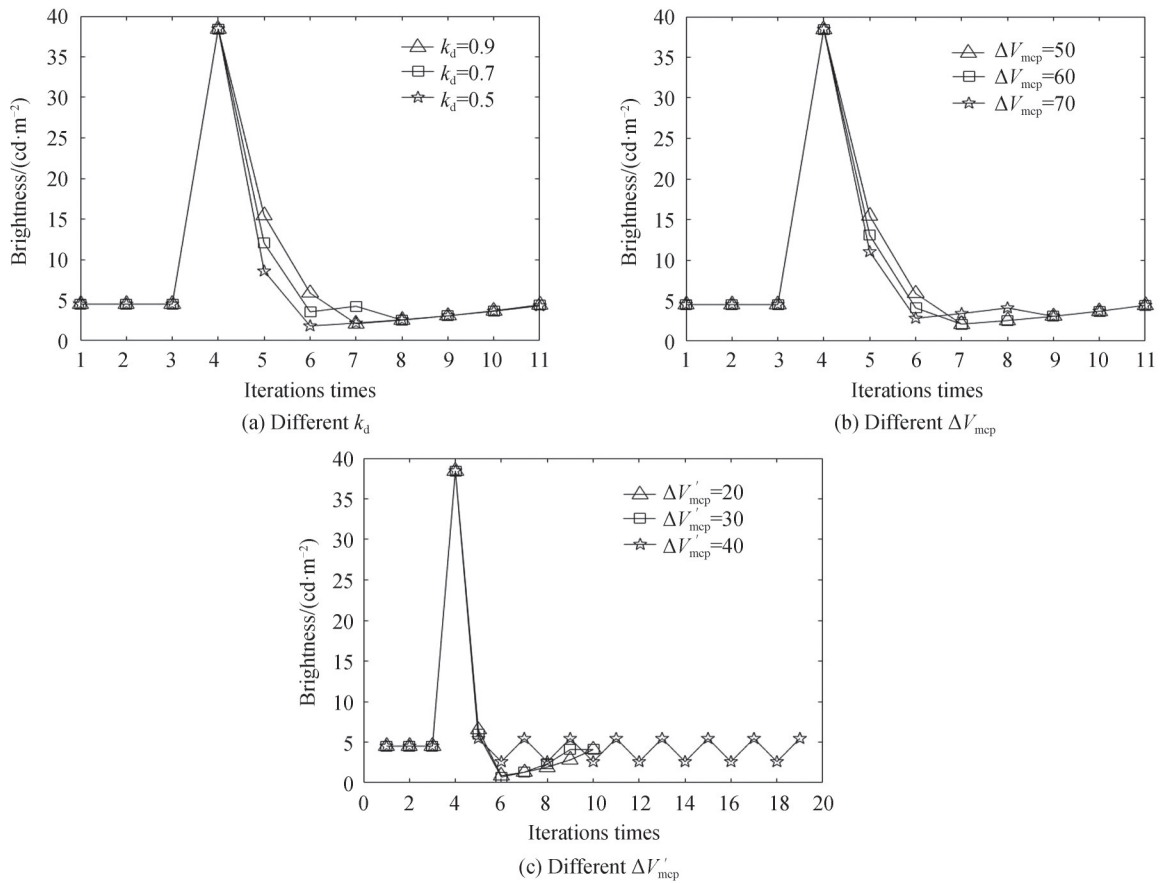 40
35
30
25
20
15
10
5
0
Brightness/(cd·m⁻²)
k_d=0.9
k_d=0.7
k_d=0.5
1 2 3 4 5 6 7 8 9 10 11
Iterations times
(a) Different k_d
40
35
30
25
20
15
10
5
0
Brightness/(cd·m⁻²)
ΔV_mcp=50
ΔV_mcp=60
ΔV_mcp=70
1 2 3 4 5 6 7 8 9 10 11
Iterations times
(b) Different ΔV_mcp
40
35
30
25
20
15
10
5
0
Brightness/(cd·m⁻²)
ΔV′_mcp=20
ΔV′_mcp=30
ΔV′_mcp=40
0 2 4 6 8 10 12 14 16 18 20
Iterations times
(c) Different ΔV′_mcp